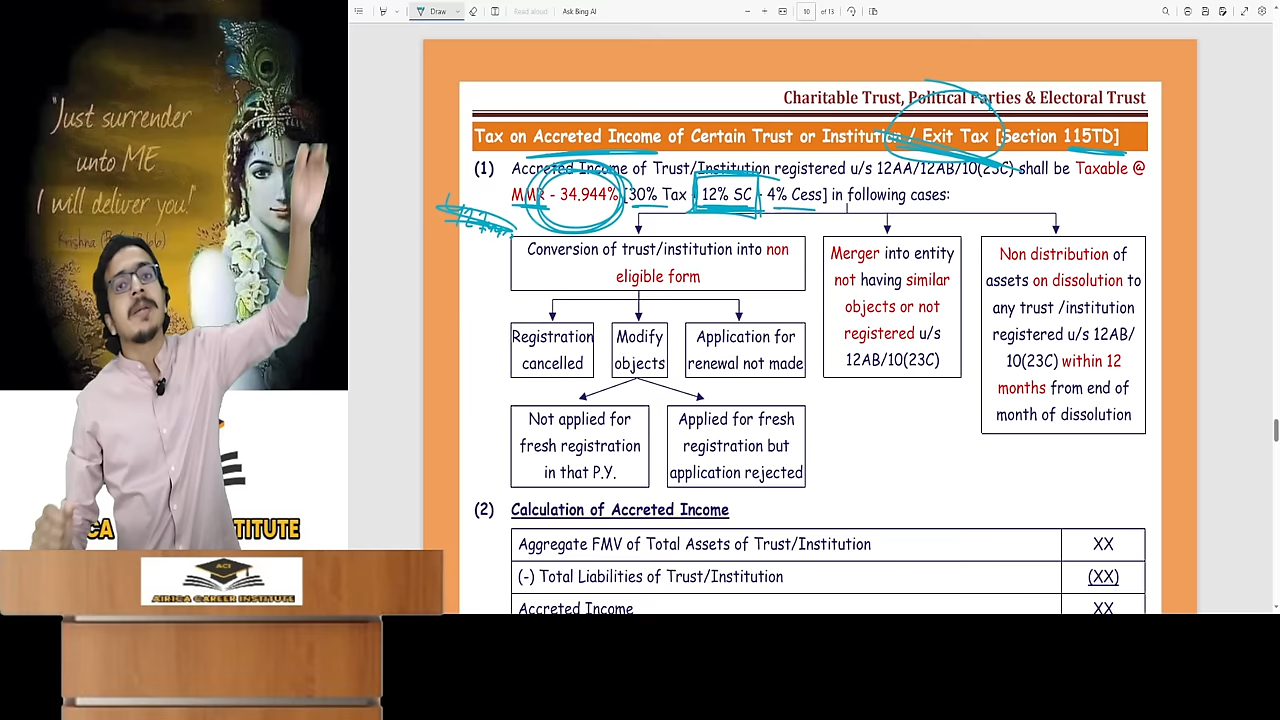 Draw
Read aloud
Ask Bing AI
10 of 13
"Just surrender
unto ME
I will deliver you!"
Charitable Trust, Political Parties & Electoral Trust
Tax on Accreted Income of Certain Trust or Institution / Exit Tax [Section 115TD]
(1) Accreted Income of Trust/Institution registered u/s 12AA/12AB/10(23C) shall be Taxable @
MMR - 34.944% [30% Tax + 12% SC + 4% Cess] in following cases:
Conversion of trust/institution into non
eligible form
Registration
cancelled
Modify
objects
Application for
renewal not made
Not applied for
fresh registration
in that P.Y.
Applied for fresh
registration but
application rejected
Merger into entity
not having similar
objects or not
registered u/s
12AB/10(23C)
Non distribution of
assets on dissolution to
any trust /institution
registered u/s 12AB/
10(23C) within 12
months from end of
month of dissolution
(2) Calculation of Accreted Income
Aggregate FMV of Total Assets of Trust/Institution XX
(-) Total Liabilities of Trust/Institution (XX)
Accreted Income XX
CA TITUTE
ACI
AIRICA CAREER INSTITUTE